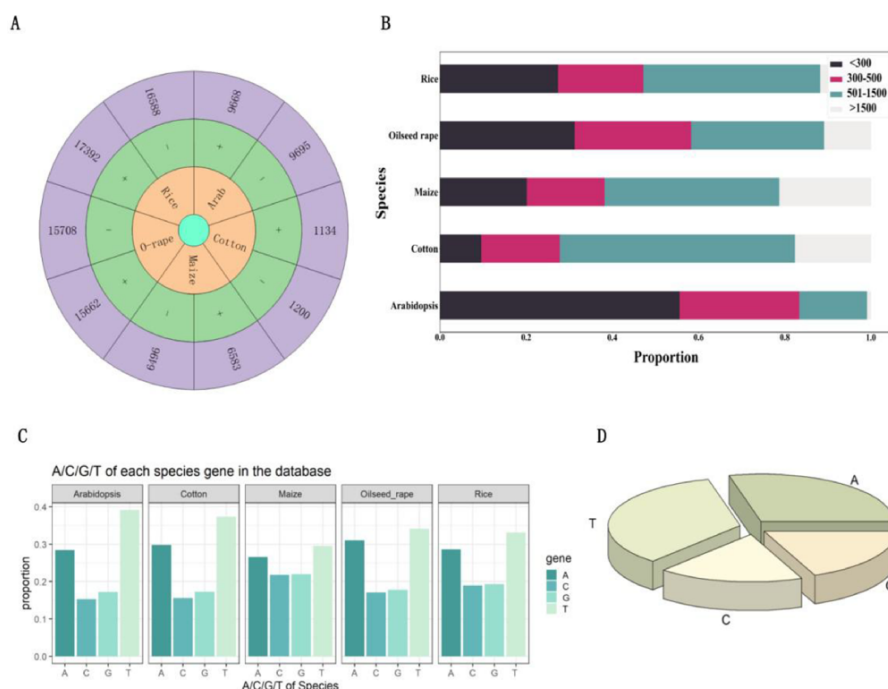 A
16588
9668
17392
9695
15708
1134
15662
1200
6496
6583
-
+
+
-
-
+
+
-
-
+
Rice
Arab
O-rape
Cotton
Maize
B
Species
Rice
Oilseed rape
Maize
Cotton
Arabidopsis
<300
300-500
501-1500
>1500
0.0 0.2 0.4 0.6 0.8 1.0
Proportion
C
A/C/G/T of each species gene in the database
Arabidopsis Cotton Maize Oilseed_rape Rice
proportion
0.4
0.3
0.2
0.1
0.0
A C G T A C G T A C G T A C G T A C G T
A/C/G/T of Species
gene
A
C
G
T
D
A
T
C